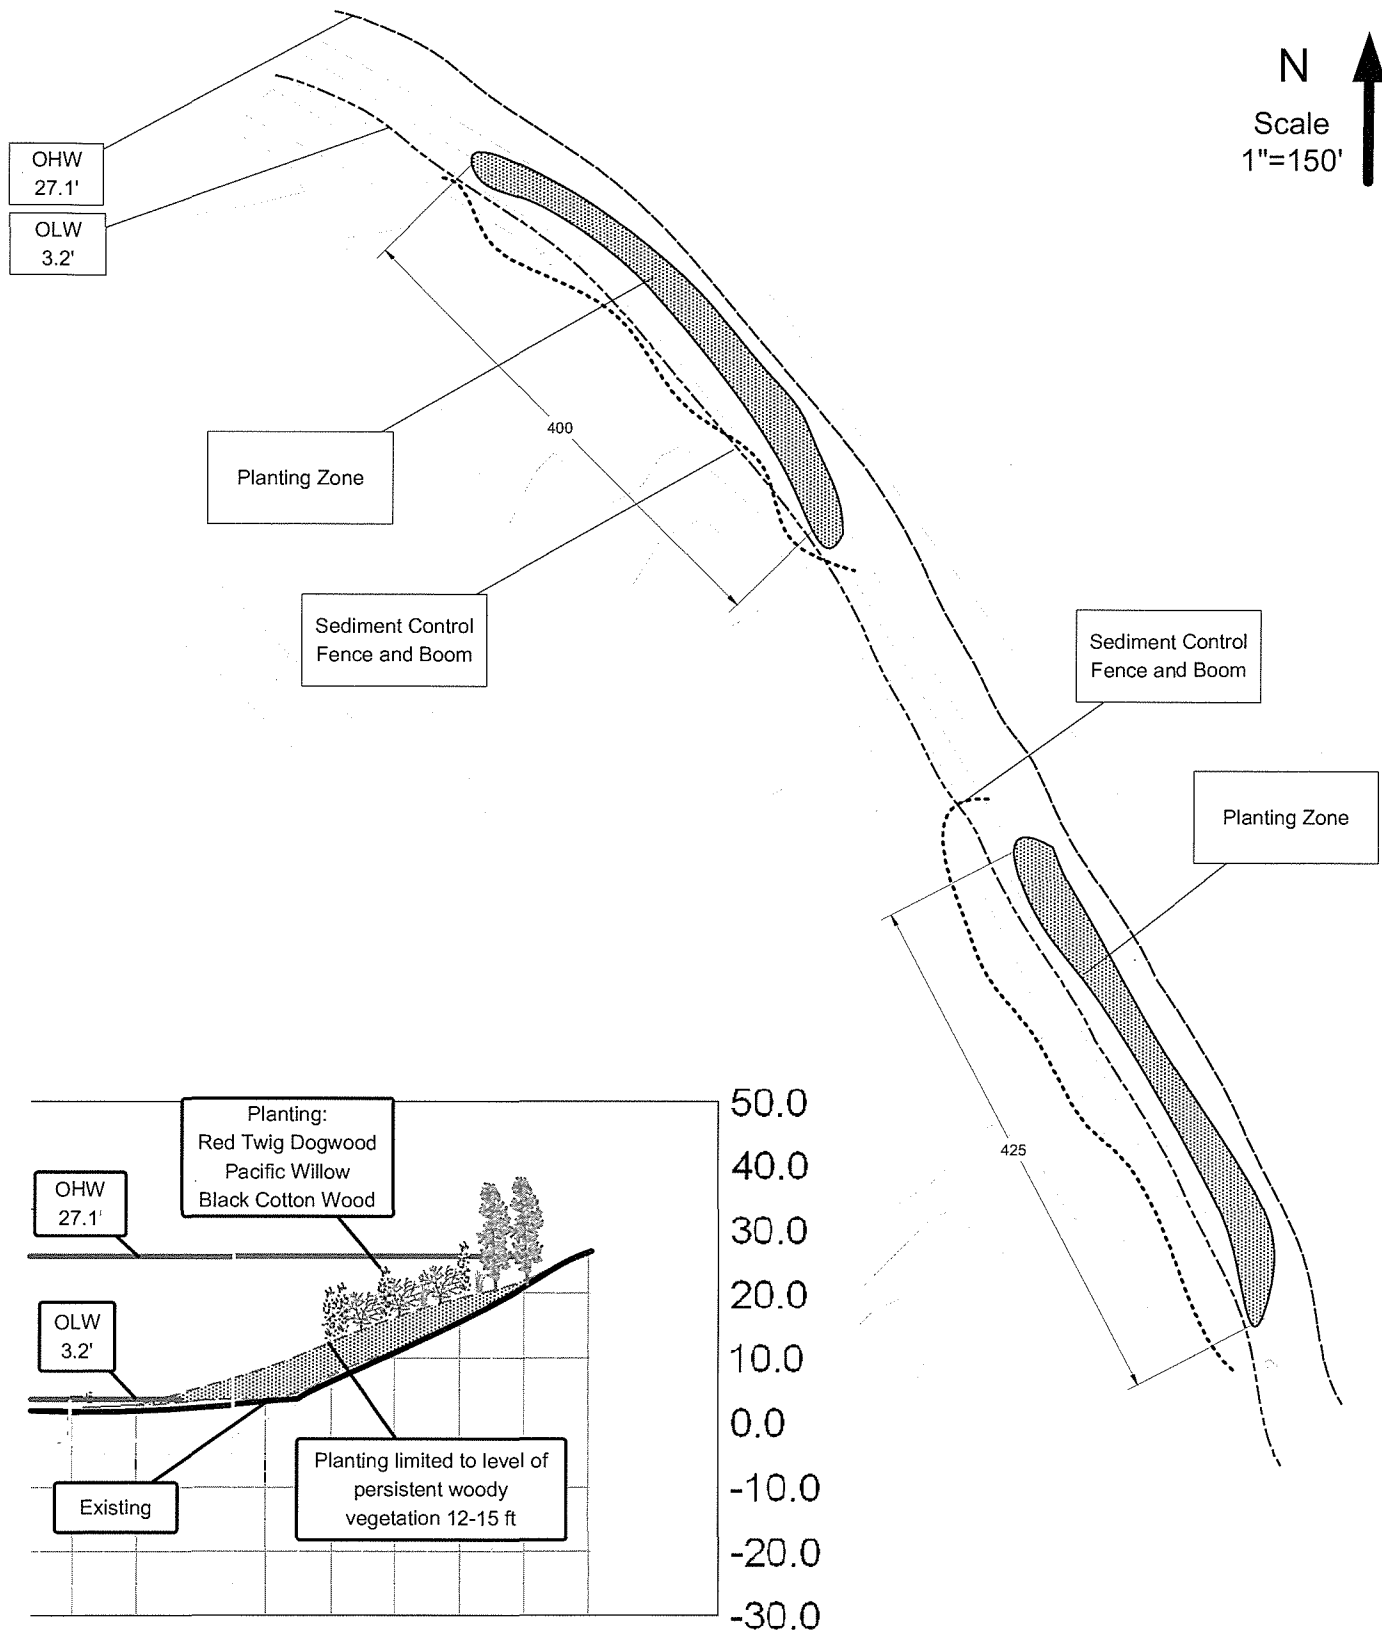 N
Scale
1"=150'
OHW
27.1'
OLW
3.2'
Planting Zone
400
Sediment Control
Fence and Boom
Sediment Control
Fence and Boom
Planting Zone
425
Planting:
Red Twig Dogwood
Pacific Willow
Black Cotton Wood
OHW
27.1'
OLW
3.2'
Existing
Planting limited to level of
persistent woody
vegetation 12-15 ft
50.0
40.0
30.0
20.0
10.0
0.0
-10.0
-20.0
-30.0